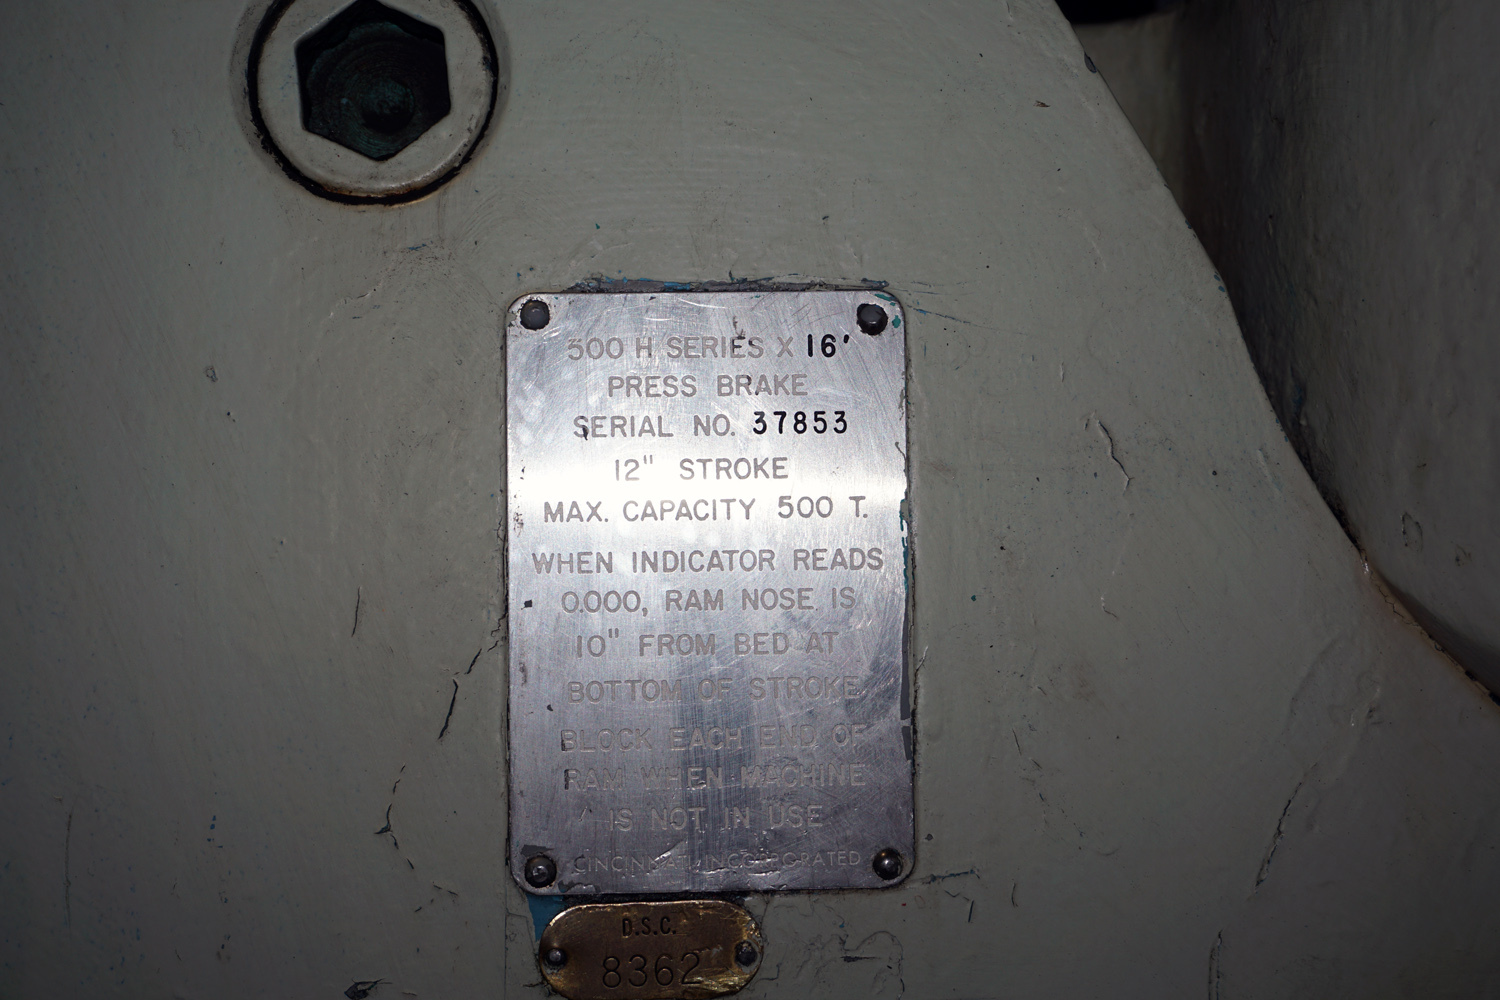 500 H SERIES X 16'
PRESS BRAKE
SERIAL NO. 37853
12" STROKE
MAX. CAPACITY 500 T.
WHEN INDICATOR READS
0.000, RAM NOSE IS
10" FROM BED AT
BOTTOM OF STROKE
BLOCK EACH END OF
RAM WHEN MACHINE
IS NOT IN USE
CINCINNATI INCORPORATED
D.S.C.
8362